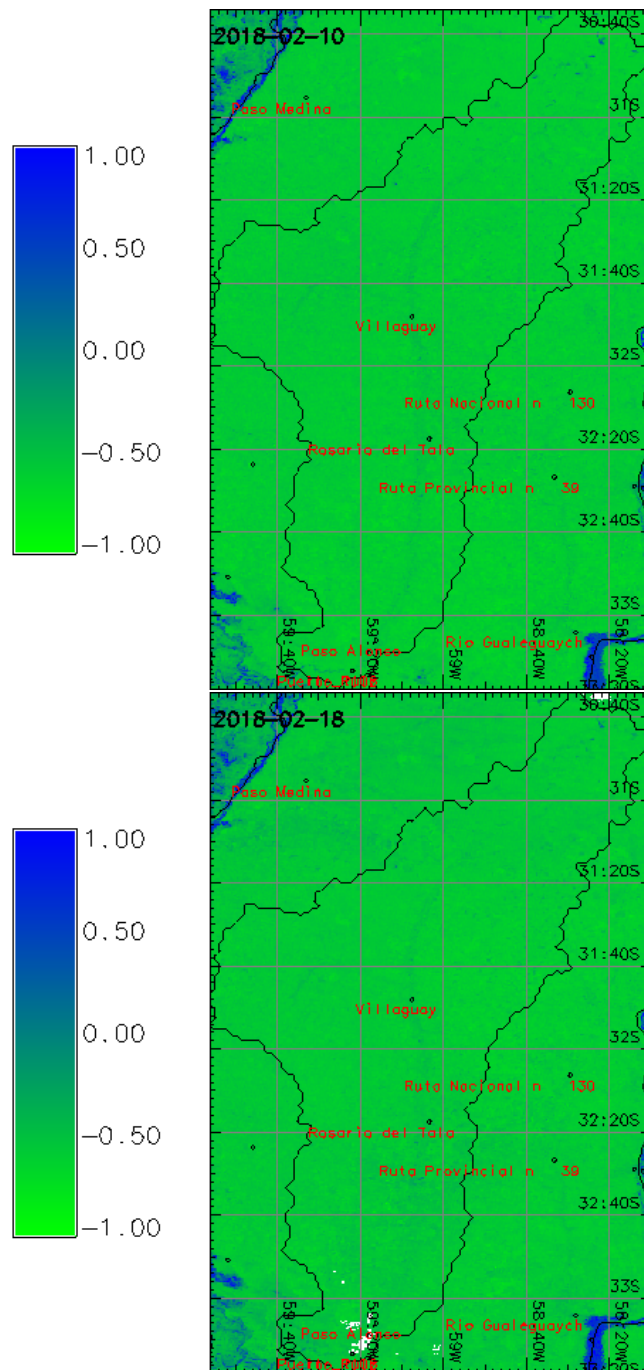 2018-02-10
30:40S
Paso Medina
31S
1.00
31:20S
0.50
31:40S
Villaguay
0.00
32S
Ruta Nacional n 130
-0.50
32:20S
Rosario del Tala
Ruta Provincial n 39
-1.00
32:40S
33S
59:40W
59:20W
59W
58:40W
58:20W
Rio Gualeguaych
Paso Alonso
33:20S
2018-02-18
30:40S
Paso Medina
31S
1.00
31:20S
0.50
31:40S
Villaguay
0.00
32S
Ruta Nacional n 130
-0.50
32:20S
Rosario del Tala
Ruta Provincial n 39
-1.00
32:40S
33S
59:40W
59:20W
59W
58:40W
58:20W
Rio Gualeguaych
Paso Alonso